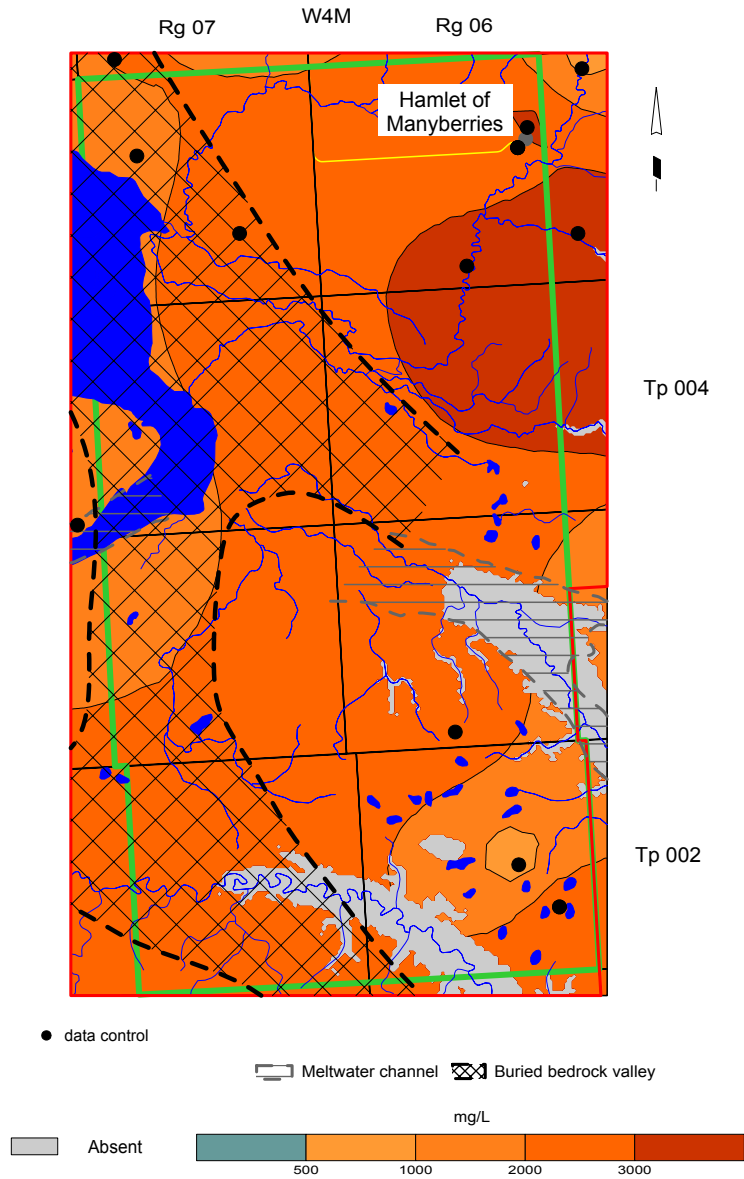 W4M
Rg 07
Rg 06
Hamlet of
Manyberries
Tp 004
Tp 002
data control
Meltwater channel
Buried bedrock valley
mg/L
Absent
500
1000
2000
3000